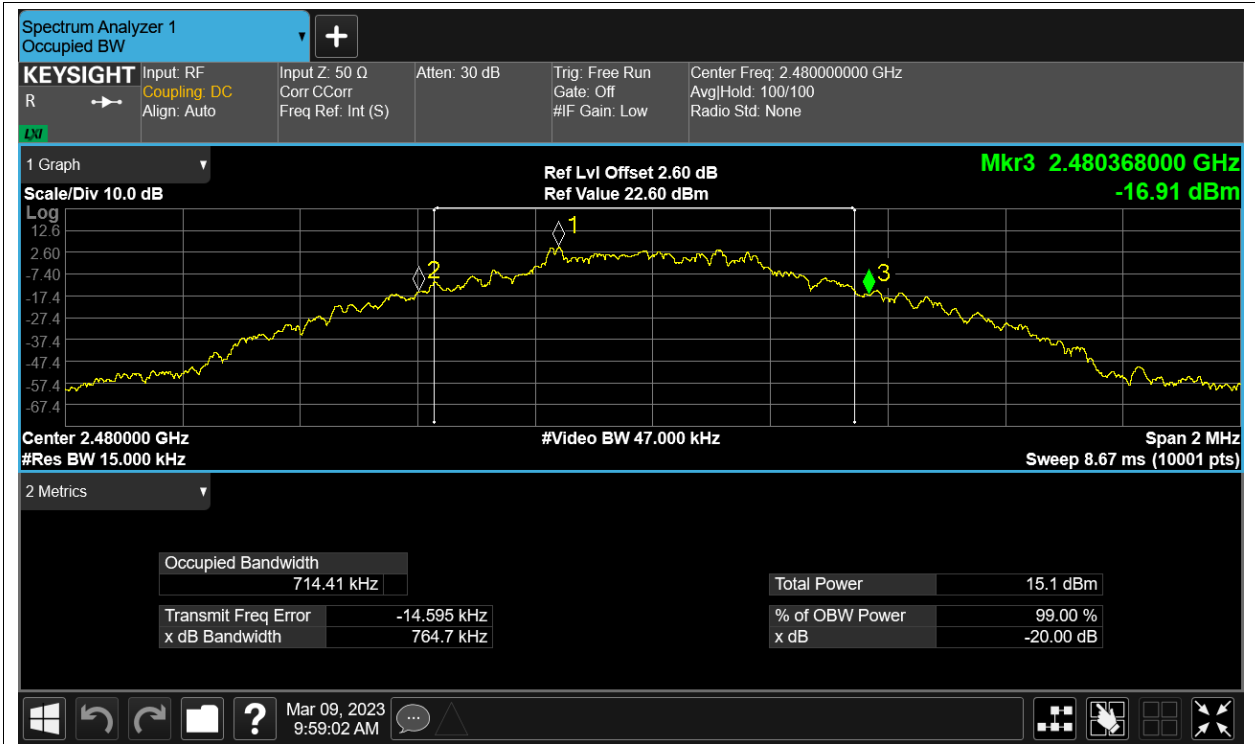 Spectrum Analyzer 1
Occupied BW
KEYSIGHT
R
LXI
Input: RF
Coupling: DC
Align: Auto
Input Z: 50 Ω
Corr CCorr
Freq Ref: Int (S)
Atten: 30 dB
Trig: Free Run
Gate: Off
#IF Gain: Low
Center Freq: 2.480000000 GHz
Avg|Hold: 100/100
Radio Std: None
1 Graph
Scale/Div 10.0 dB
Ref Lvl Offset 2.60 dB
Ref Value 22.60 dBm
Mkr3 2.480368000 GHz
-16.91 dBm
Log
12.6
2.60
-7.40
-17.4
-27.4
-37.4
-47.4
-57.4
-67.4
1
2
3
Center 2.480000 GHz
#Res BW 15.000 kHz
#Video BW 47.000 kHz
Span 2 MHz
Sweep 8.67 ms (10001 pts)
2 Metrics
Occupied Bandwidth
714.41 kHz
Transmit Freq Error -14.595 kHz
x dB Bandwidth 764.7 kHz
Total Power 15.1 dBm
% of OBW Power 99.00 %
x dB -20.00 dB
?
Mar 09, 2023
9:59:02 AM